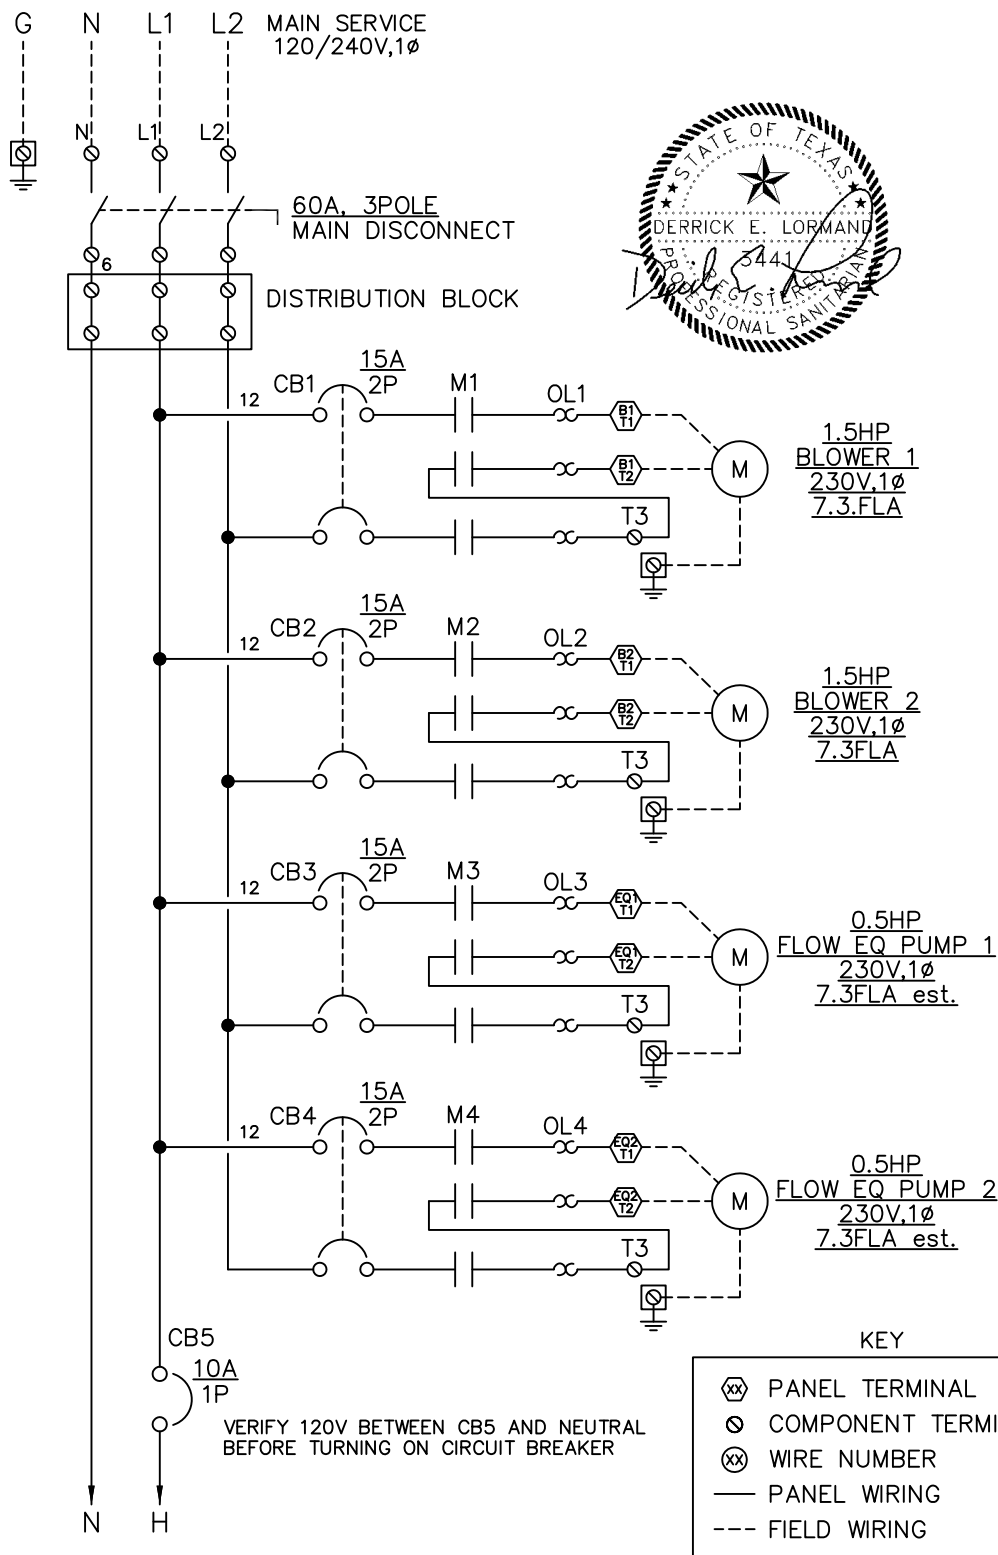 G N L1 L2 MAIN SERVICE
120/240V,1ø
N L1 L2
60A, 3POLE
MAIN DISCONNECT
6
DISTRIBUTION BLOCK
STATE OF TEXAS
DERRICK E. LORMAND
3441
REGISTERED
PROFESSIONAL SANITARIAN
12 CB1 15A
2P M1 OL1 B1
T1
B1
T2
T3
M
1.5HP
BLOWER 1
230V,1ø
7.3.FLA
12 CB2 15A
2P M2 OL2 B2
T1
B2
T2
T3
M
1.5HP
BLOWER 2
230V,1ø
7.3FLA
12 CB3 15A
2P M3 OL3 EQ1
T1
EQ1
T2
T3
M
0.5HP
FLOW EQ PUMP 1
230V,1ø
7.3FLA est.
12 CB4 15A
2P M4 OL4 EQ2
T1
EQ2
T2
T3
M
0.5HP
FLOW EQ PUMP 2
230V,1ø
7.3FLA est.
CB5
10A
1P
VERIFY 120V BETWEEN CB5 AND NEUTRAL
BEFORE TURNING ON CIRCUIT BREAKER
N H
KEY
XX PANEL TERMINAL
COMPONENT TERMI
XX WIRE NUMBER
PANEL WIRING
FIELD WIRING